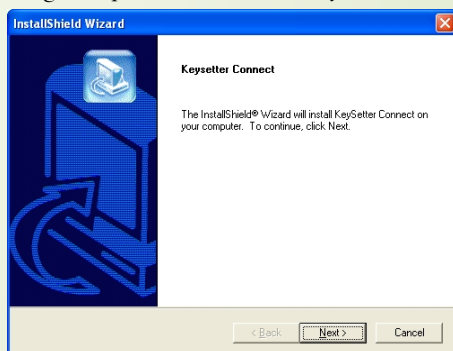 InstallShield Wizard
Keysetter Connect
The InstallShield® Wizard will install KeySetter Connect on
your computer. To continue, click Next.
< Back Next > Cancel